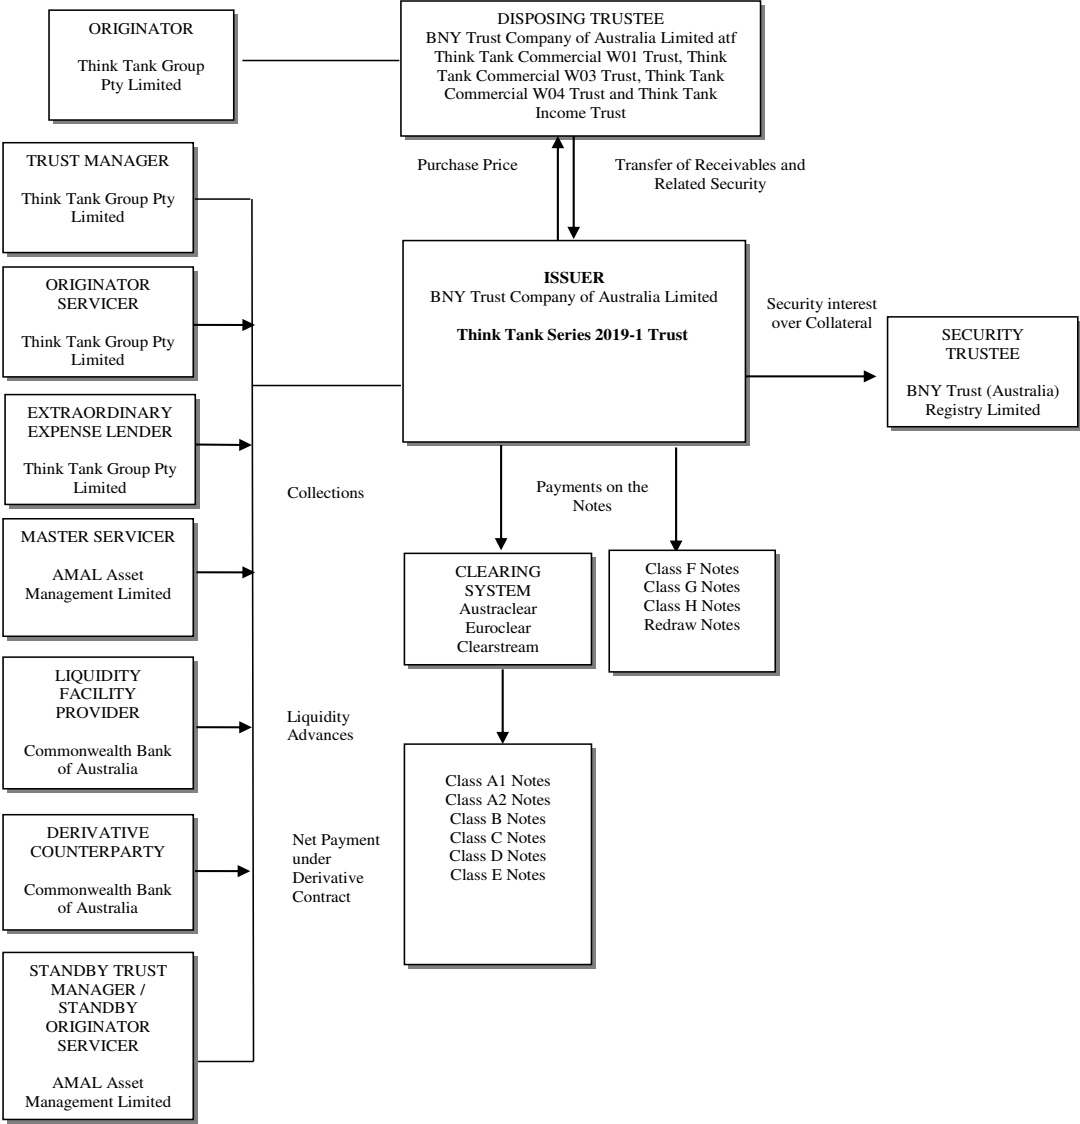 ORIGINATOR
Think Tank Group
Pty Limited
DISPOSING TRUSTEE
BNY Trust Company of Australia Limited atf
Think Tank Commercial W01 Trust, Think
Tank Commercial W03 Trust, Think Tank
Commercial W04 Trust and Think Tank
Income Trust
TRUST MANAGER
Think Tank Group Pty
Limited
Purchase Price
Transfer of Receivables and
Related Security
ORIGINATOR
SERVICER
Think Tank Group Pty
Limited
ISSUER
BNY Trust Company of Australia Limited
Think Tank Series 2019-1 Trust
Security interest
over Collateral
SECURITY
TRUSTEE
BNY Trust (Australia)
Registry Limited
EXTRAORDINARY
EXPENSE LENDER
Think Tank Group Pty
Limited
Collections
Payments on the
Notes
MASTER SERVICER
AMAL Asset
Management Limited
CLEARING
SYSTEM
Austraclear
Euroclear
Clearstream
Class F Notes
Class G Notes
Class H Notes
Redraw Notes
LIQUIDITY
FACILITY
PROVIDER
Commonwealth Bank
of Australia
Liquidity
Advances
Class A1 Notes
Class A2 Notes
Class B Notes
Class C Notes
Class D Notes
Class E Notes
DERIVATIVE
COUNTERPARTY
Commonwealth Bank
of Australia
Net Payment
under
Derivative
Contract
STANDBY TRUST
MANAGER /
STANDBY
ORIGINATOR
SERVICER
AMAL Asset
Management Limited